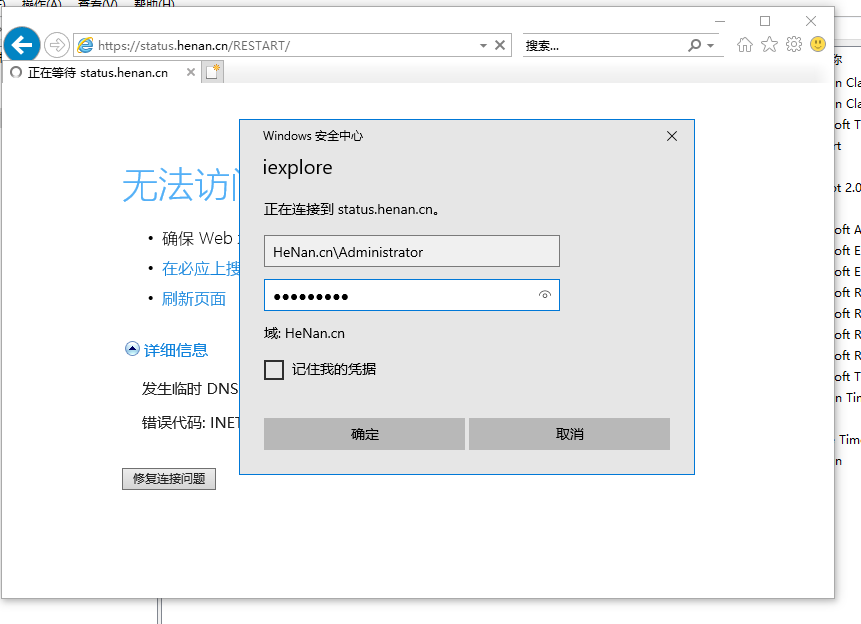 操作(A) 查看(V) 帮助(H)
https://status.henan.cn/RESTART/
搜索...
正在等待 status.henan.cn
Windows 安全中心
iexplore
正在连接到 status.henan.cn。
HeNan.cn\Administrator
●●●●●●●●●
域: HeNan.cn
记住我的凭据
确定
取消
无法访
• 确保 Web
• 在必应上搜
• 刷新页面
详细信息
发生临时 DNS
错误代码: INET
修复连接问题
n Cla
n Cla
oft T
rt
ot 2.0
oft A
oft E
oft E
oft R
oft R
oft R
oft R
oft T
n Tim
Time
n